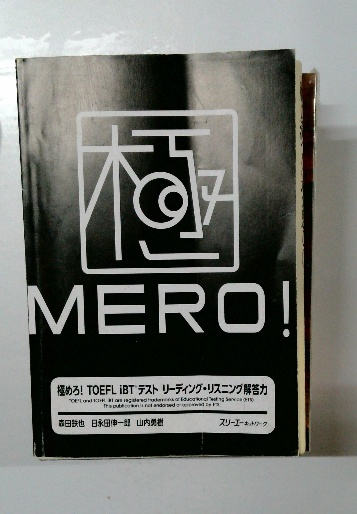 極
MERO!
極めろ! TOEFL iBT®テスト リーディング・リスニング解答力
TOEFL and TOEFL iBT are registered trademarks of Educational Testing Service (ETS).
This publication is not endorsed or approved by ETS.
森田鉄也 日永田伸一郎 山内勇樹 スリーエーネットワーク